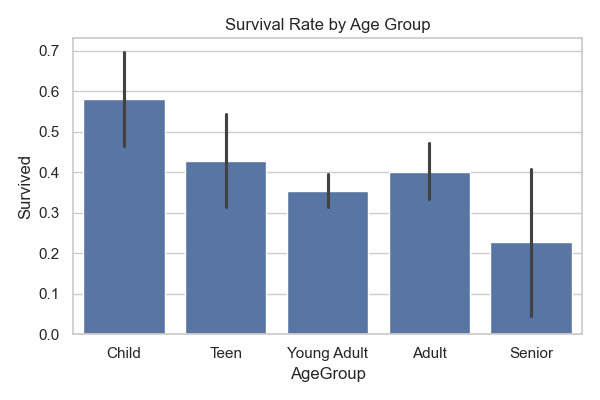 Survival Rate by Age Group
0.7
0.6
0.5
0.4
0.3
0.2
0.1
0.0
Survived
Child Teen Young Adult Adult Senior
AgeGroup